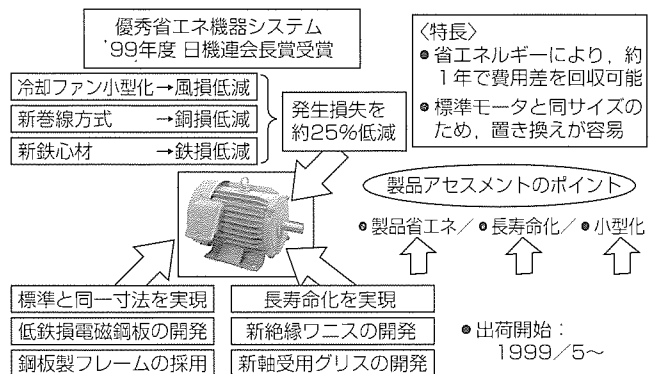 優秀省エネ機器システム
'99年度 日機連会長賞受賞
冷却ファン小型化→風損低減
新巻線方式 →銅損低減
新鉄心材 →鉄損低減
発生損失を
約25%低減
〈特長〉
●省エネルギーにより，約
1年で費用差を回収可能
●標準モータと同サイズの
ため，置き換えが容易
製品アセスメントのポイント
●製品省エネ／●長寿命化／●小型化
標準と同一寸法を実現
低鉄損電磁鋼板の開発
鋼板製フレームの採用
長寿命化を実現
新絶縁ワニスの開発
新軸受用グリスの開発
●出荷開始：
1999／5～